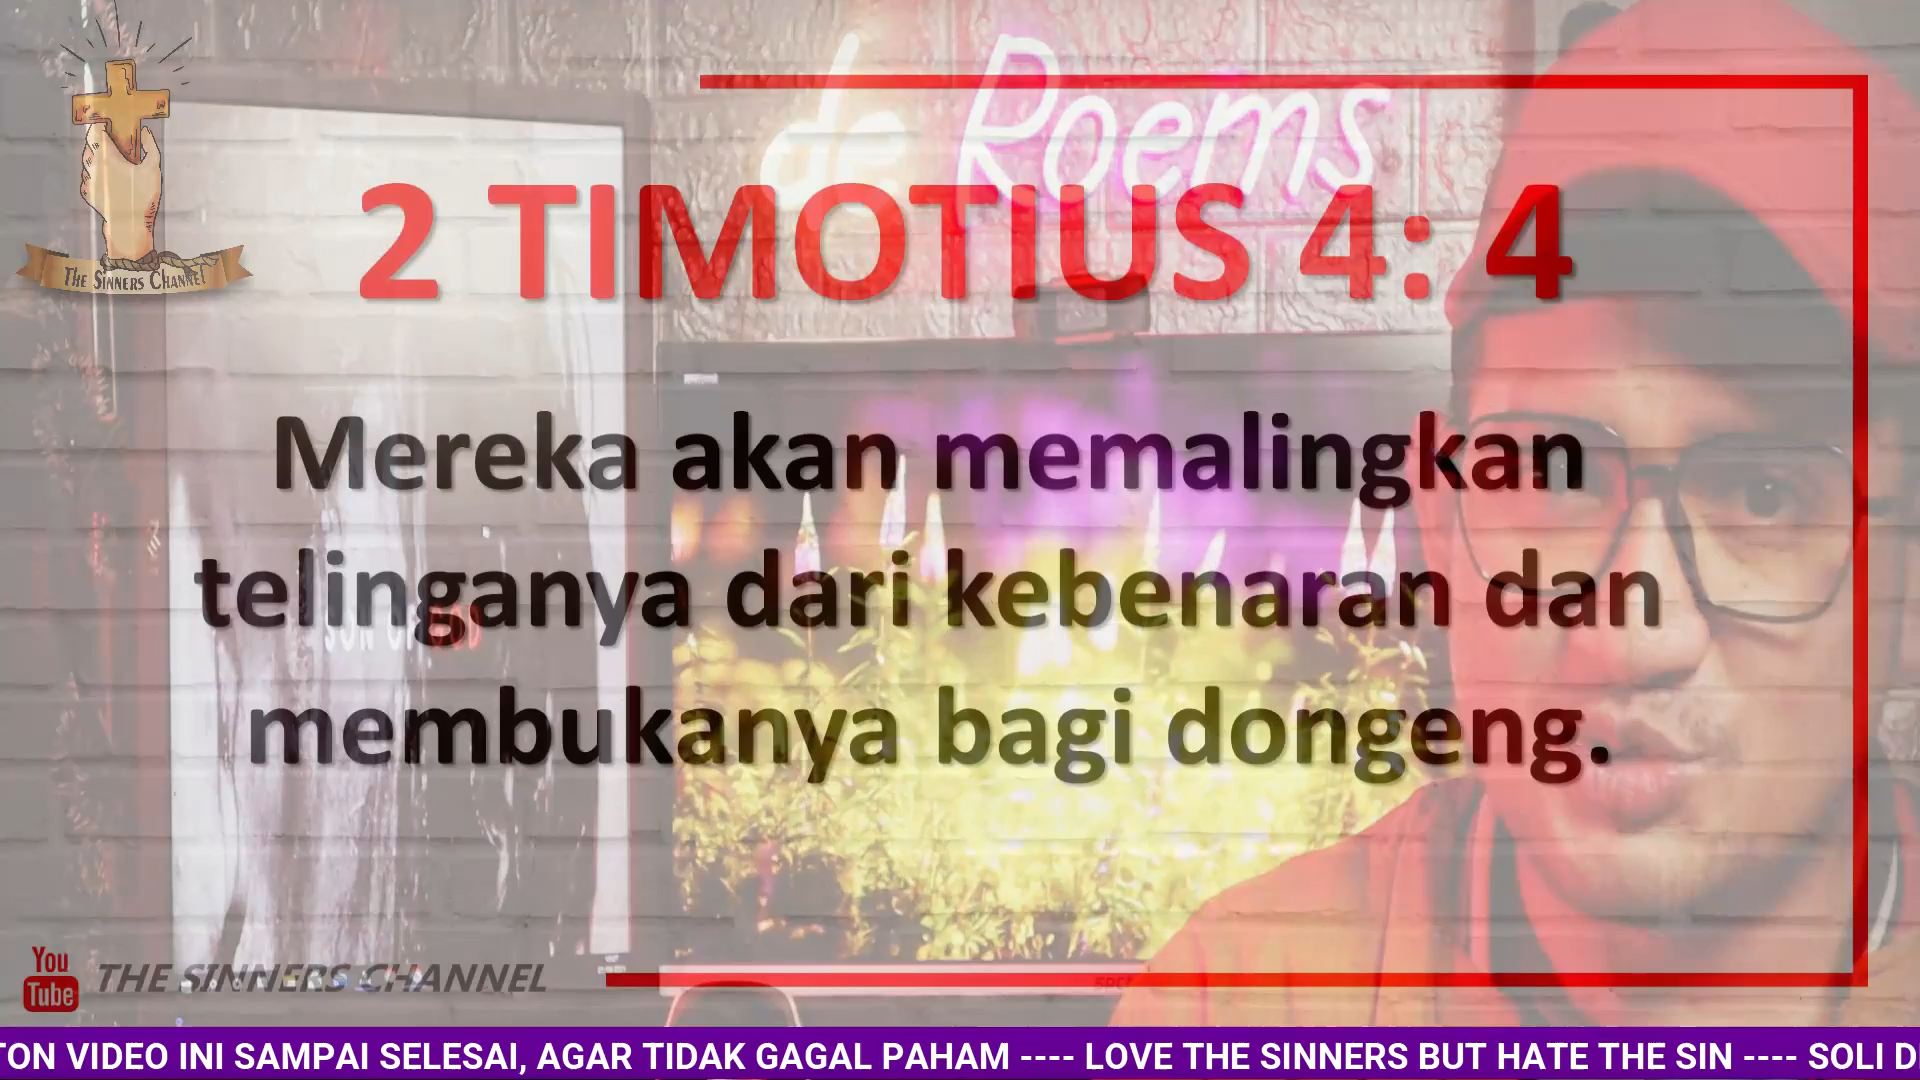 de Roems
THE SINNERS CHANNEL
2 TIMOTIUS 4: 4
Mereka akan memalingkan
telinganya dari kebenaran dan
membukanya bagi dongeng.
You
Tube
THE SINNERS CHANNEL
TON VIDEO INI SAMPAI SELESAI, AGAR TIDAK GAGAL PAHAM ---- LOVE THE SINNERS BUT HATE THE SIN ---- SOLI D